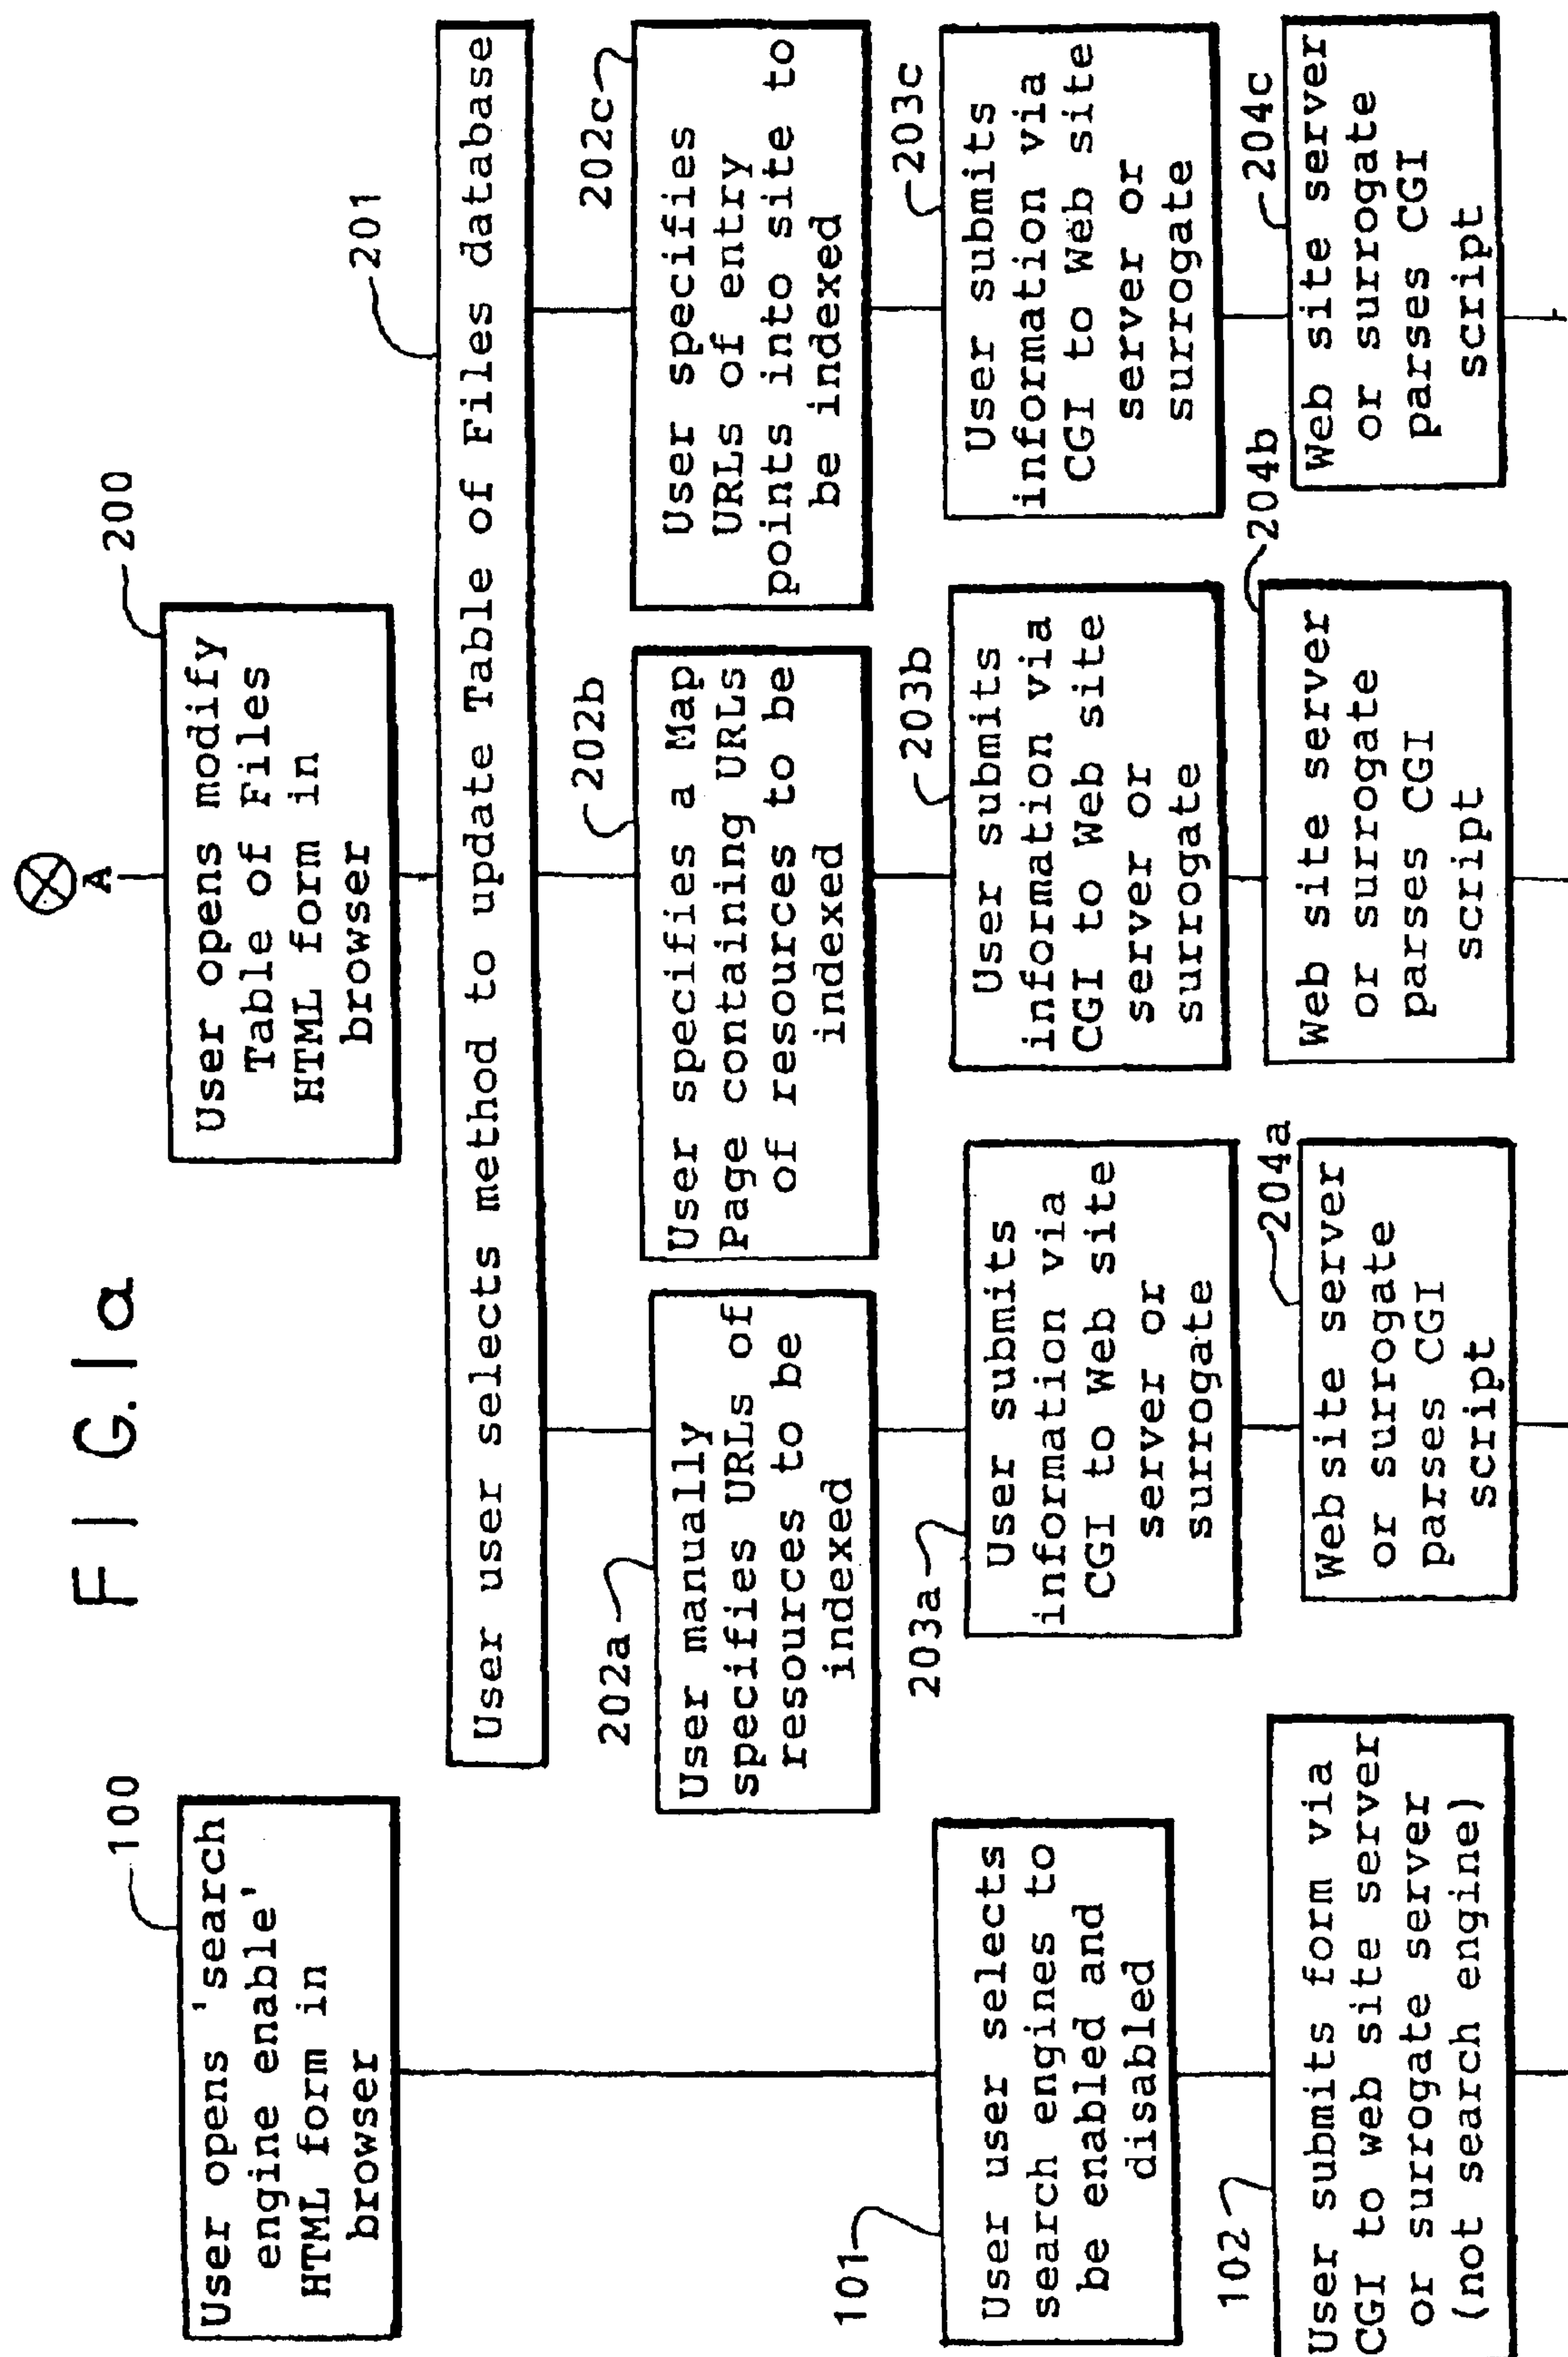 FIG.1a
100
User opens 'search
engine enable'
HTML form in
browser
101
User user selects
search engines to
be enabled and
disabled
102
User submits form via
CGI to web site server
or surrogate server
(not search engine)
A
200
User opens modify
Table of Files
HTML form in
browser
201
User user selects method to update Table of Files database
202a
User manually
specifies URLs of
resources to be
indexed
202b
User specifies a Map
Page containing URLs
of resources to be
indexed
202c
User specifies
URLs of entry
points into site to
be indexed
203a
User submits
information via
CGI to Web site
server or
surrogate
203b
User submits
information via
CGI to Web site
server or
surrogate
203c
User submits
information via
CGI to Web site
server or
surrogate
204a
Web site server
or surrogate
parses CGI
script
204b
Web site server
or surrogate
parses CGI
script
204c
Web site server
or surrogate
parses CGI
script